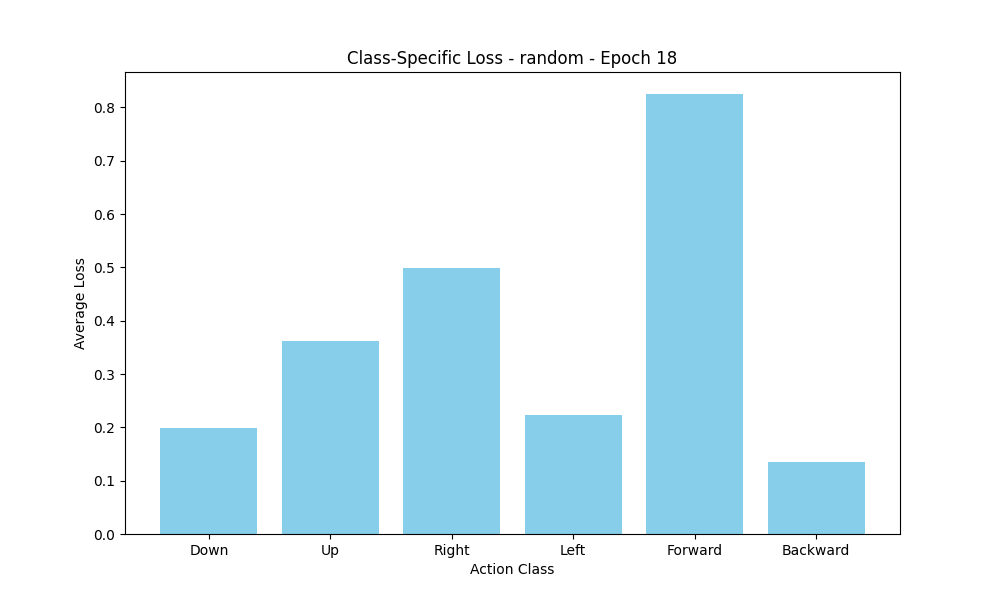 Class-Specific Loss - random - Epoch 18
Average Loss
0.8
0.7
0.6
0.5
0.4
0.3
0.2
0.1
0.0
Down Up Right Left Forward Backward
Action Class